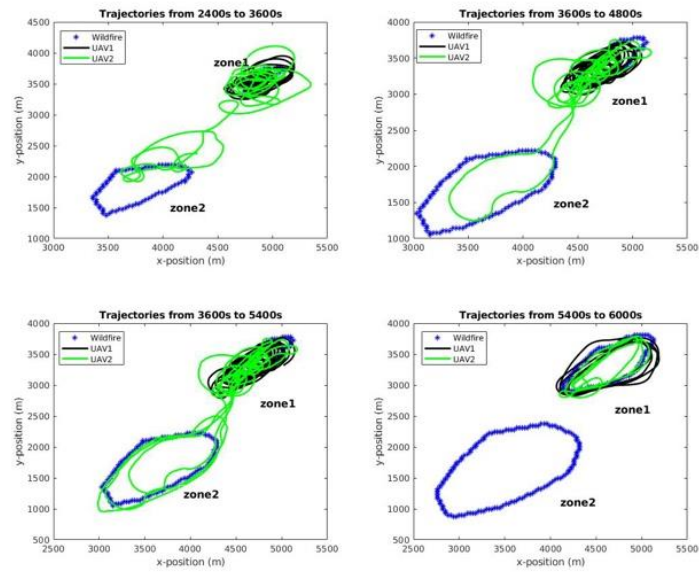 Trajectories from 2400s to 3600s
4500
4000
3500
3000
2500
2000
1500
1000
y-position (m)
Wildfire
UAV1
UAV2
zone1
zone2
3000 3500 4000 4500 5000 5500
x-position (m)
Trajectories from 3600s to 4800s
4000
3500
3000
2500
2000
1500
1000
y-position (m)
Wildfire
UAV1
UAV2
zone1
zone2
3000 3500 4000 4500 5000 5500
x-position (m)
Trajectories from 3600s to 5400s
4000
3500
3000
2500
2000
1500
1000
500
y-position (m)
Wildfire
UAV1
UAV2
zone1
zone2
2500 3000 3500 4000 4500 5000 5500
x-position (m)
Trajectories from 5400s to 6000s
4000
3500
3000
2500
2000
1500
1000
500
y-position (m)
Wildfire
UAV1
UAV2
zone1
zone2
2500 3000 3500 4000 4500 5000 5500
x-position (m)